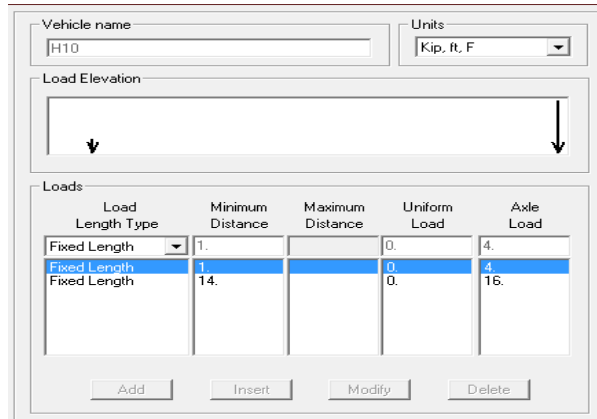 Vehicle name
Units
H10
Kip, ft, F
Load Elevation
Loads
Load Minimum Maximum Uniform Axle
Length Type Distance Distance Load Load
Fixed Length 1. 0. 4.
Fixed Length 1. 0. 4.
Fixed Length 14. 0. 16.
Add Insert Modify Delete